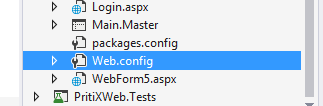 Login.aspx
Main.Master
packages.config
Web.config
WebForm5.aspx
PritiXWeb.Tests